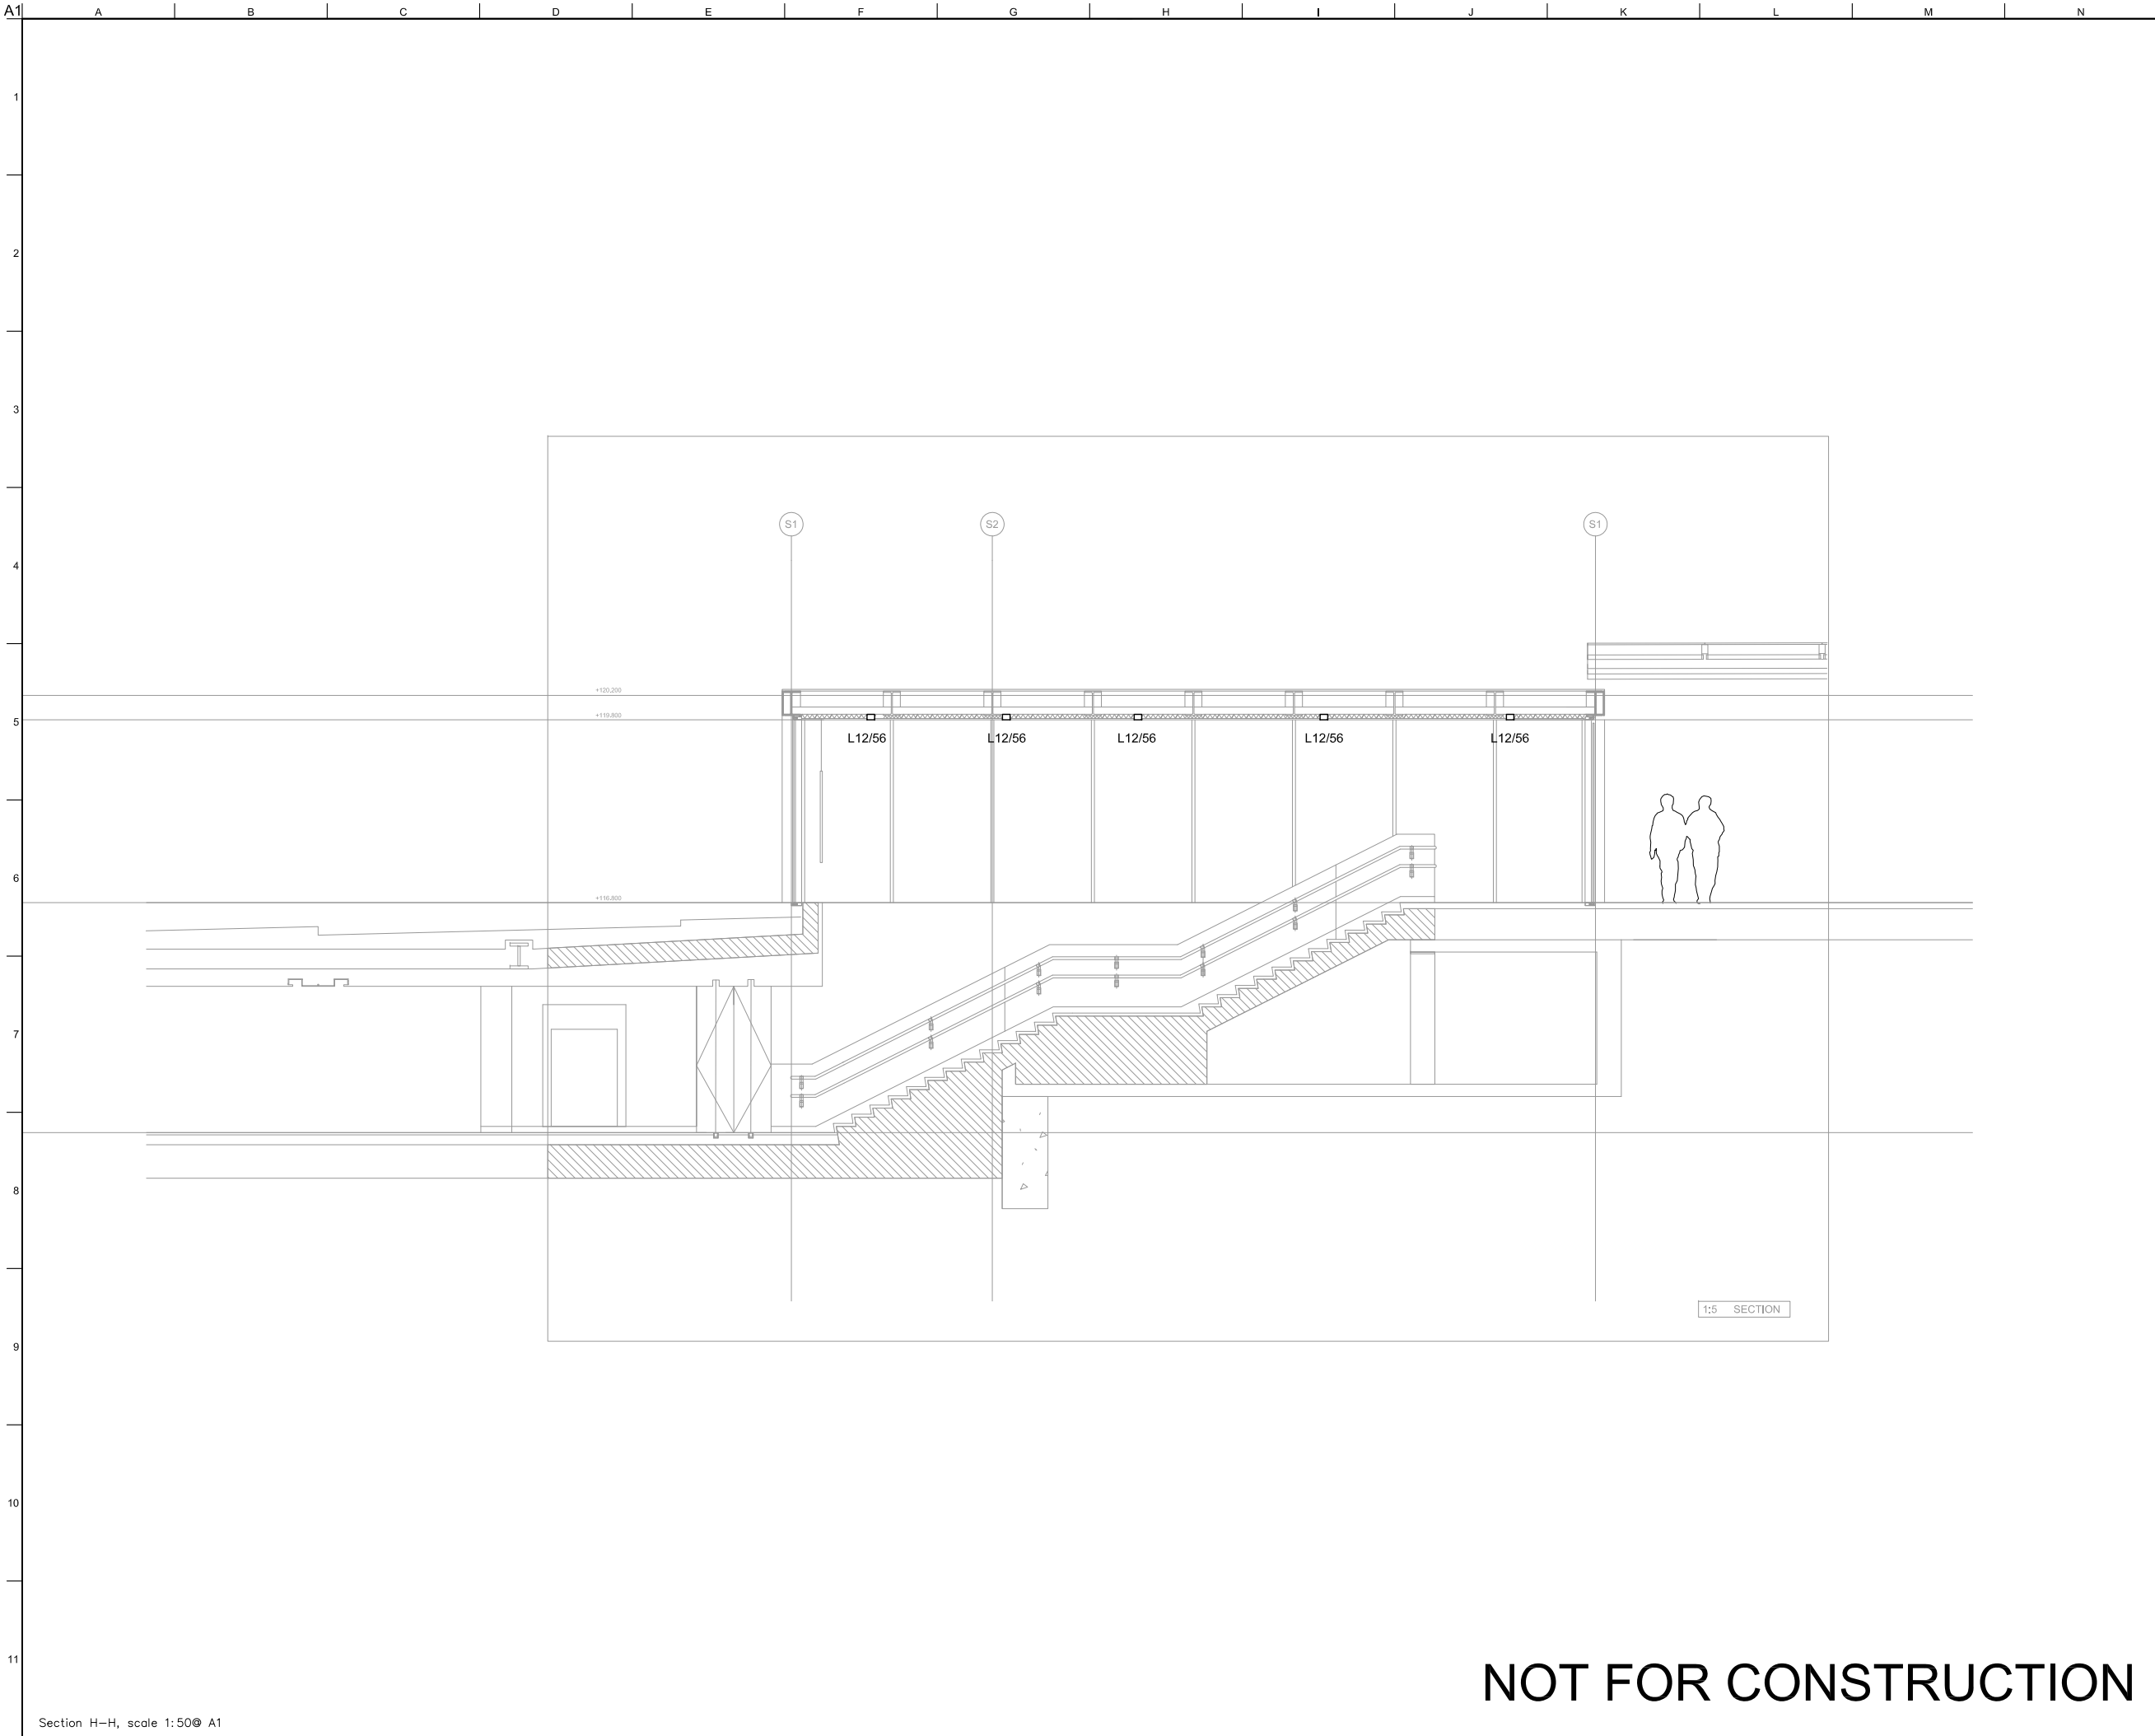 A1 A B C D E F G H I J K L M N
1
2
3
S1 S2 S1
4
+120.200
+119.800
5
L12/56 L12/56 L12/56 L12/56 L12/56
6
+116.800
7
8
1:5 SECTION
9
10
11
NOT FOR CONSTRUCTION
Section H-H, scale 1:50@ A1